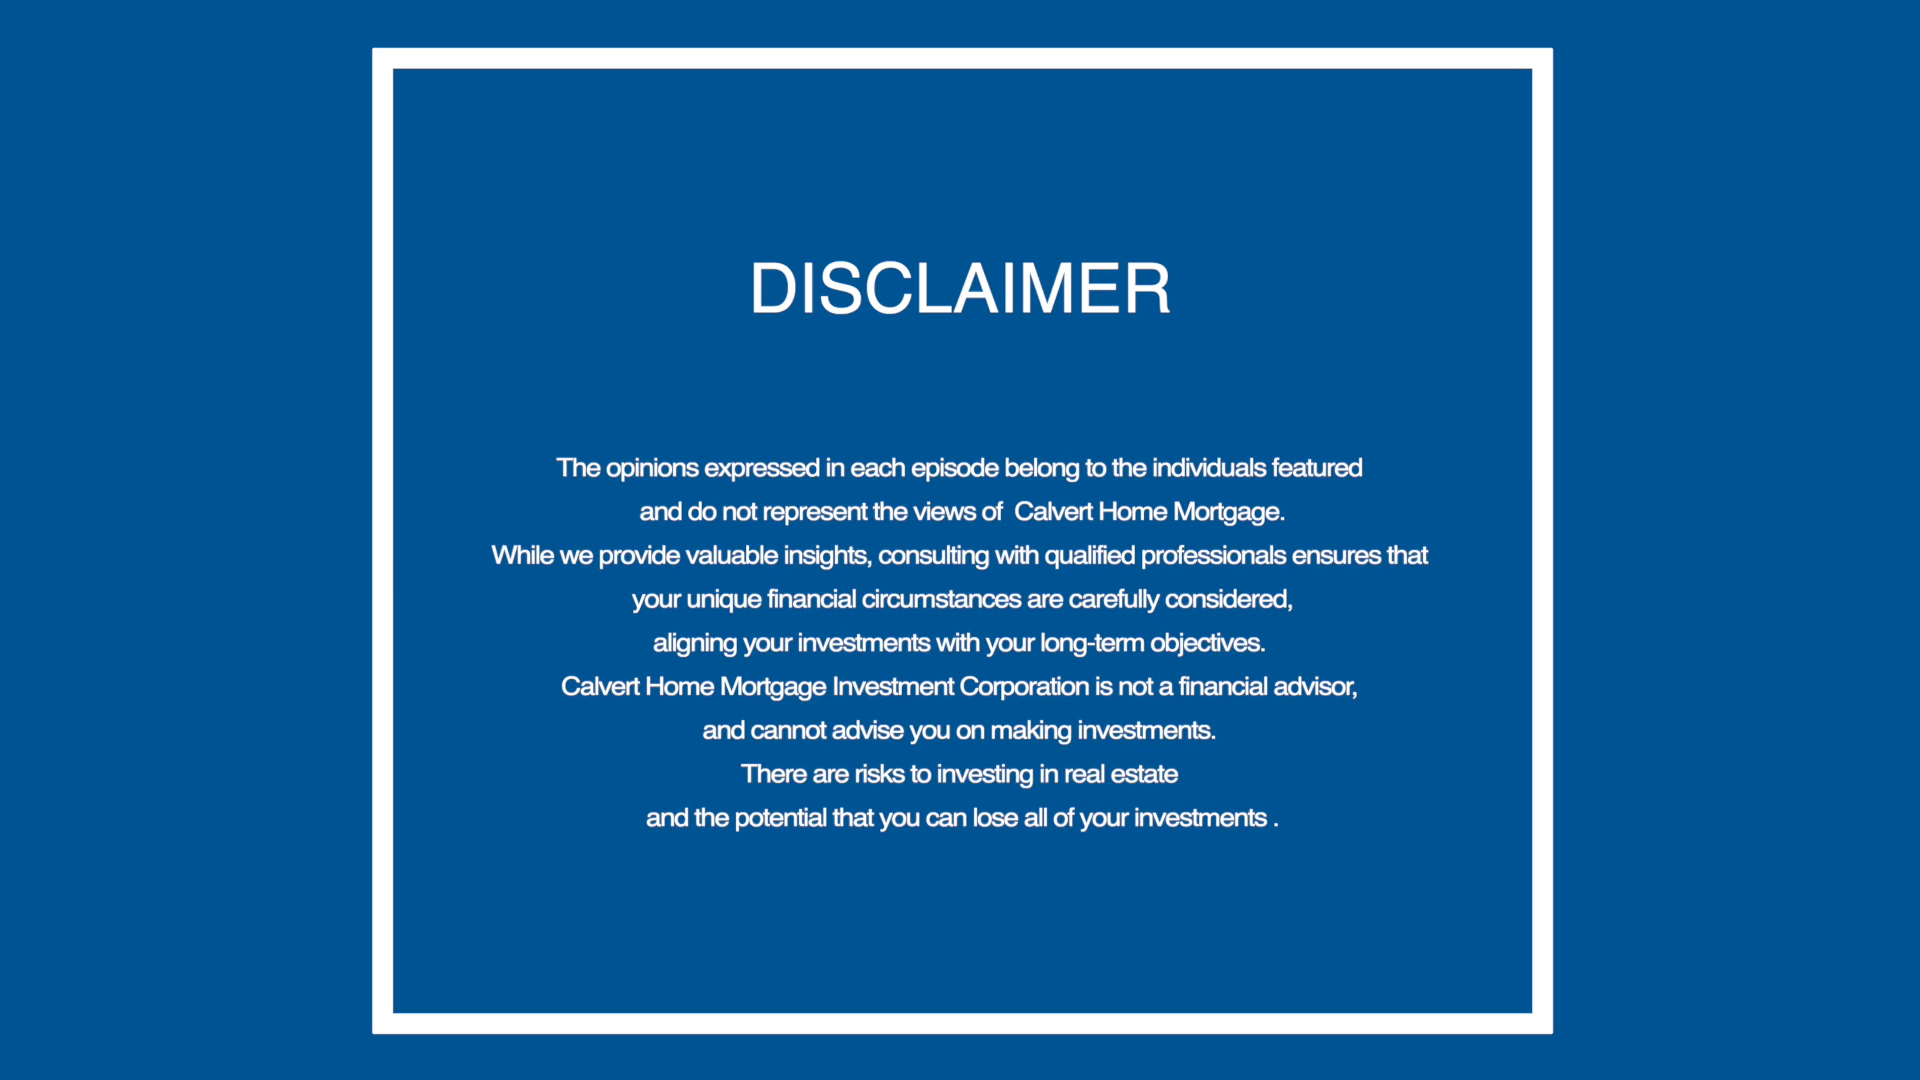 DISCLAIMER
The opinions expressed in each episode belong to the individuals featured
and do not represent the views of  Calvert Home Mortgage.
While we provide valuable insights, consulting with qualified professionals ensures that
your unique financial circumstances are carefully considered,
aligning your investments with your long-term objectives.
Calvert Home Mortgage Investment Corporation is not a financial advisor,
and cannot advise you on making investments.
There are risks to investing in real estate
and the potential that you can lose all of your investments .